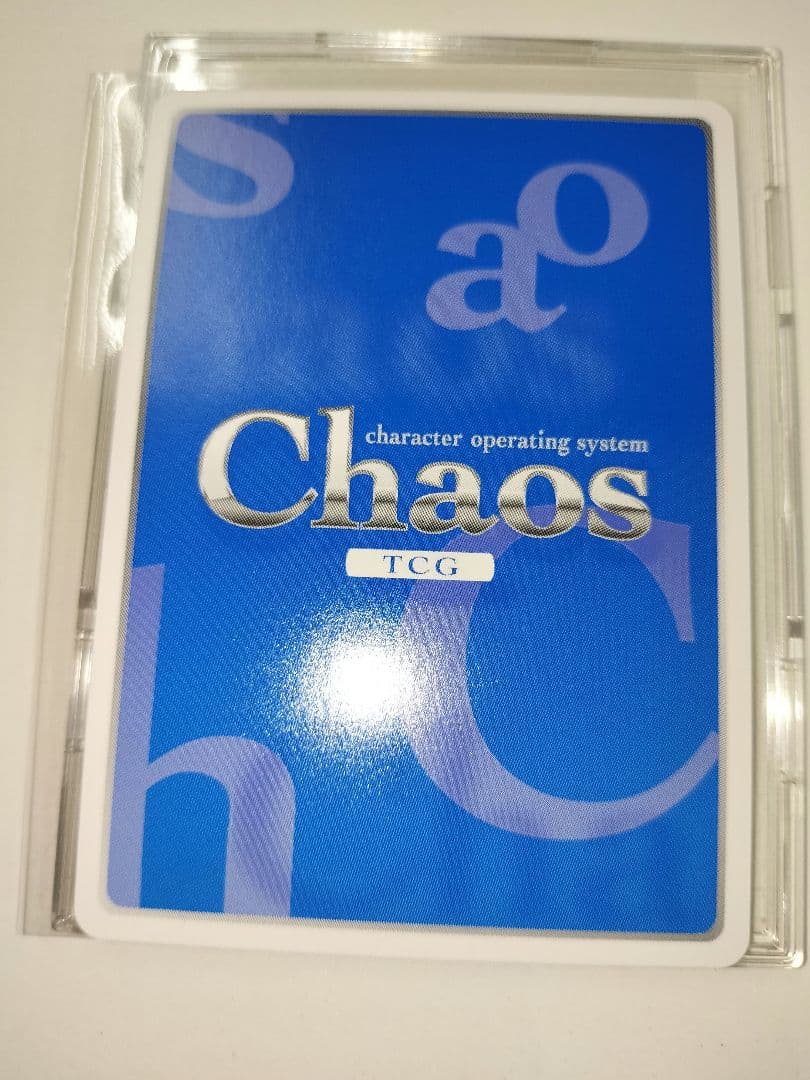 s
o
a
character operating system
Chaos
TCG
C
h